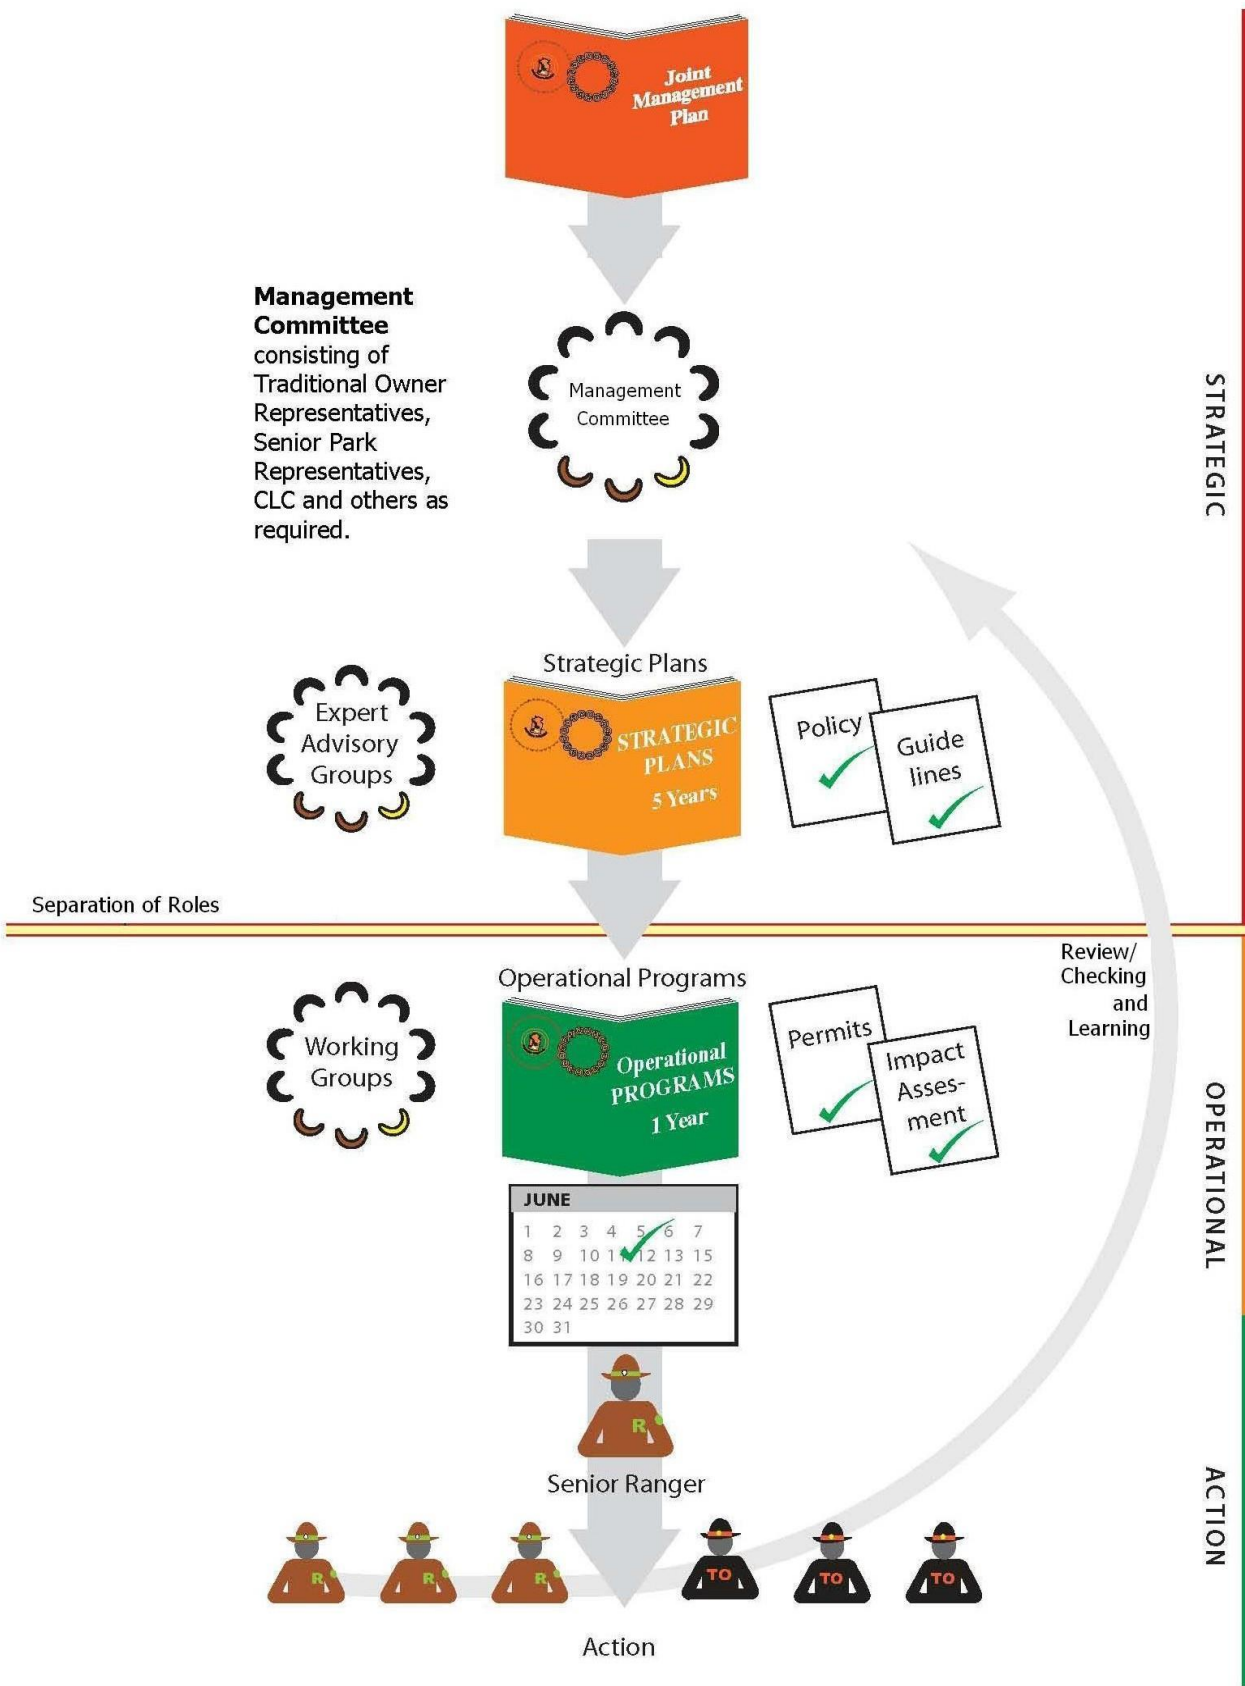 Joint
Management
Plan
Management
Committee
consisting of
Traditional Owner
Representatives,
Senior Park
Representatives,
CLC and others as
required.
Management
Committee
STRATEGIC
Strategic Plans
Expert
Advisory
Groups
STRATEGIC
PLANS
5 Years
Policy
Guide
lines
Separation of Roles
Review/
Checking
and
Learning
Operational Programs
Working
Groups
Operational
PROGRAMS
1 Year
Permits
Impact
Asses-
ment
OPERATIONAL
JUNE
1 2 3 4 5 6 7
8 9 10 11 12 13 15
16 17 18 19 20 21 22
23 24 25 26 27 28 29
30 31
R
Senior Ranger
R R R TO TO TO
ACTION
Action